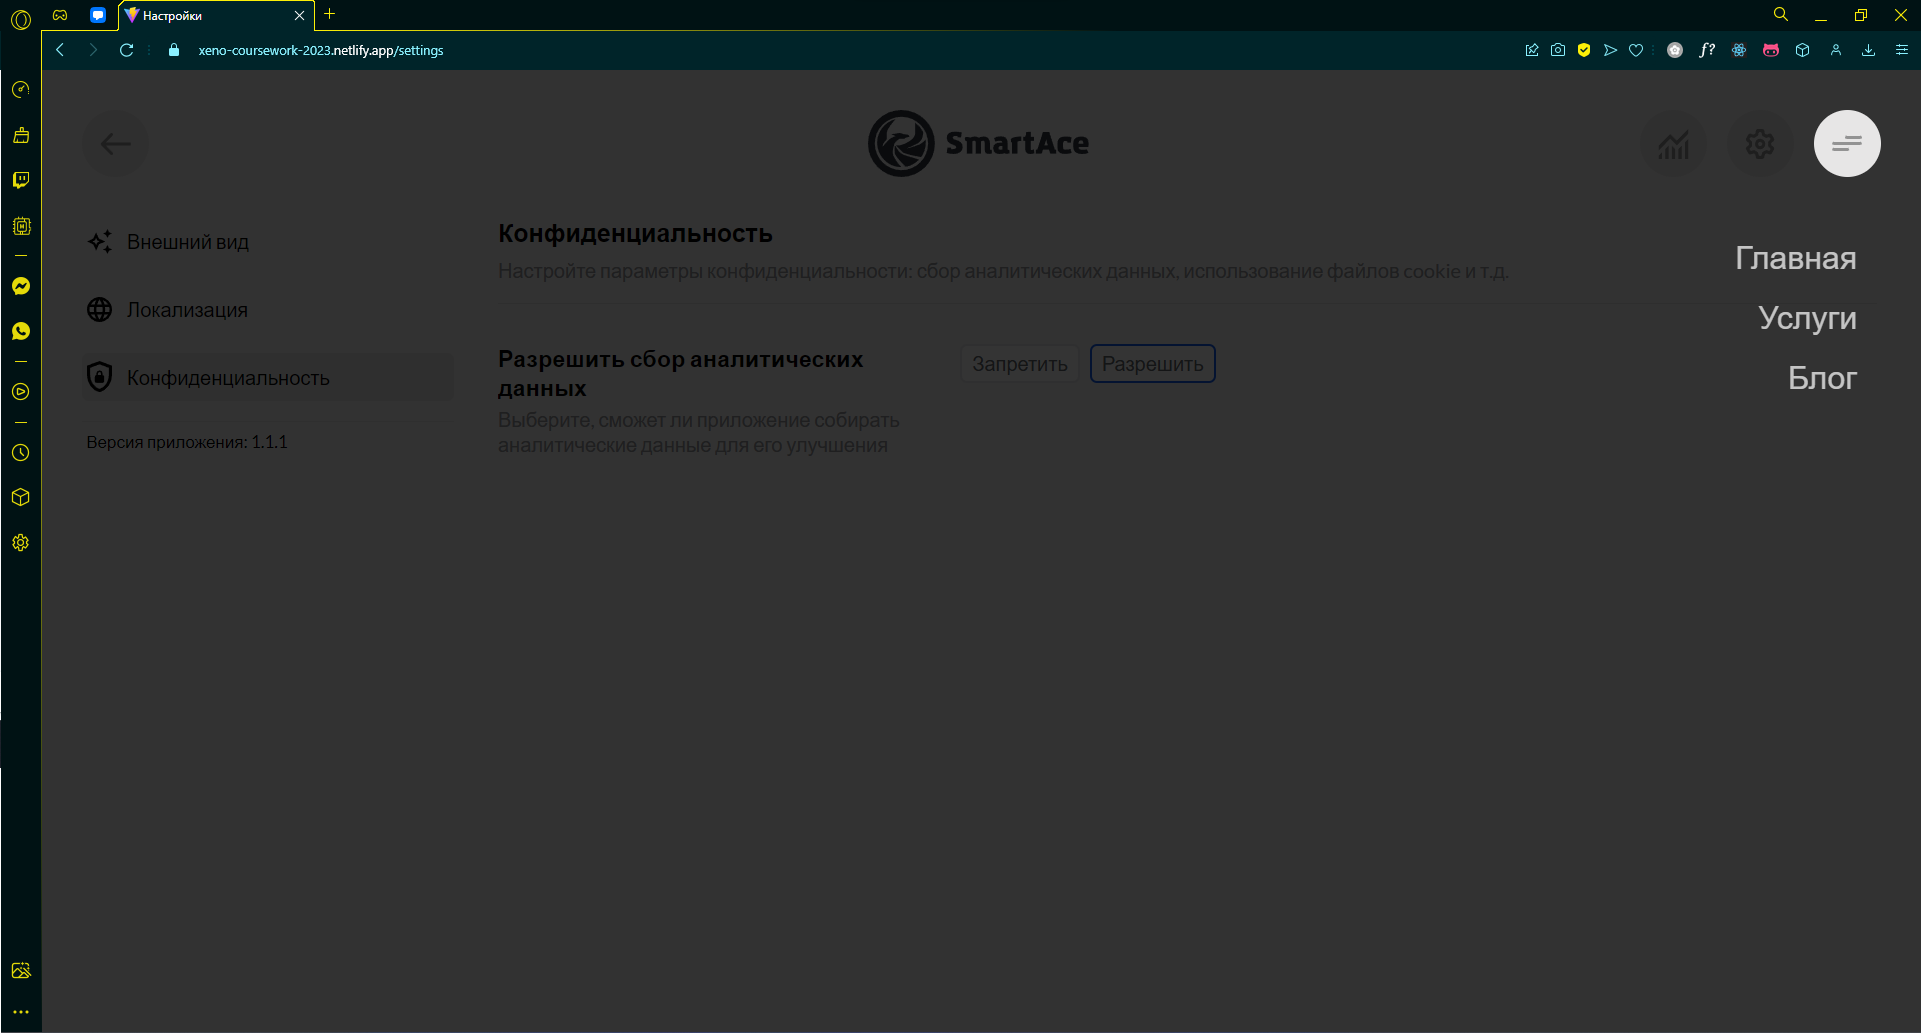 Настройки
xeno-coursework-2023.netlify.app/settings
f?
SmartAce
Внешний вид
Локализация
Конфиденциальность
Версия приложения: 1.1.1
Конфиденциальность
Настройте параметры конфиденциальности: сбор аналитических данных, использование файлов cookie и т.д.
Разрешить сбор аналитических
данных
Выберите, сможет ли приложение собирать
аналитические данные для его улучшения
Запретить
Разрешить
Главная
Услуги
Блог